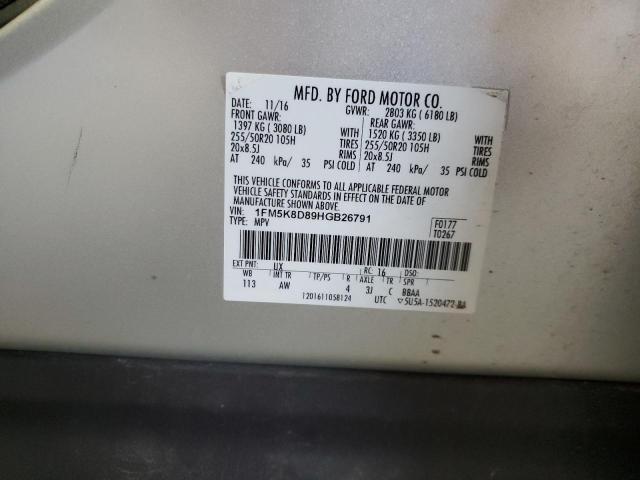 MFD. BY FORD MOTOR CO.
DATE: 11/16 GVWR: 2803 KG ( 6180 LB)
FRONT GAWR: REAR GAWR:
1397 KG ( 3080 LB) WITH 1520 KG ( 3350 LB) WITH
255/50R20 105H TIRES 255/50R20 105H TIRES
20x8.5J RIMS 20x8.5J RIMS
AT 240 kPa/ 35 PSI COLD AT 240 kPa/ 35 PSI COLD
THIS VEHICLE CONFORMS TO ALL APPLICABLE FEDERAL MOTOR
VEHICLE SAFETY STANDARDS IN EFFECT ON THE DATE OF
MANUFACTURE SHOWN ABOVE.
VIN: 1FM5K8D89HGB26791 F0177
TYPE: MPV T0267
EXT PNT: UX RC: 16 DSO:
WB INT TR TP/PS R AXLE TR SPR
113 AW 4 3J C BBAA
T20161105B124 UTC ▽5U5A-1520472-BA